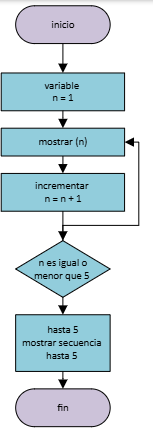 inicio
variable
n = 1
mostrar (n)
incrementar
n = n + 1
n es igual o
menor que 5
hasta 5
mostrar secuencia
hasta 5
fin